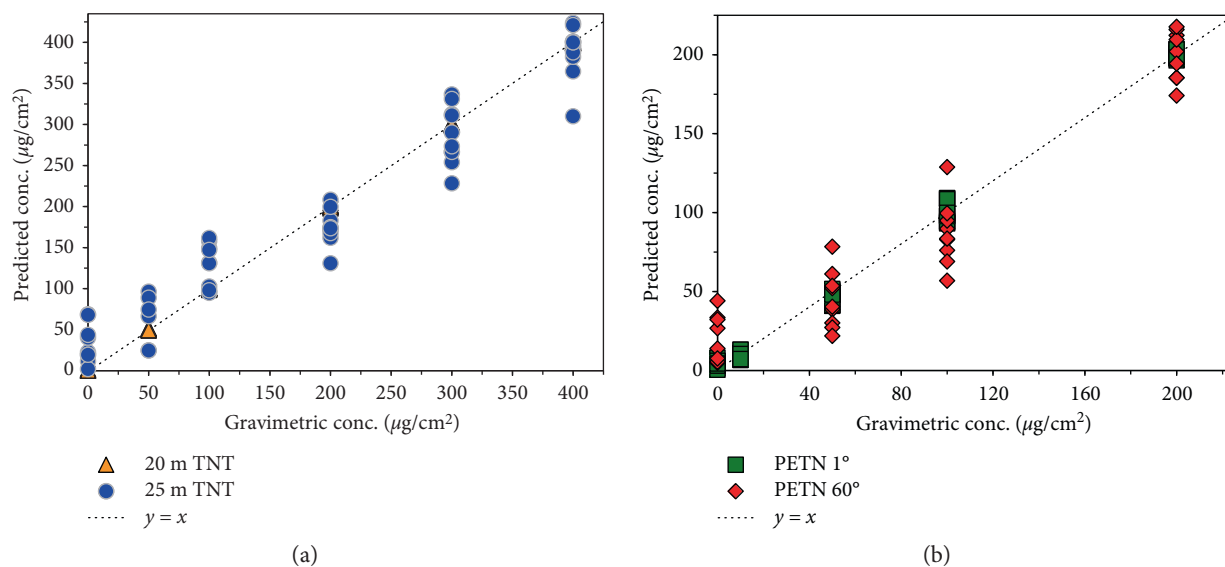 400
350
300
250
200
150
100
50
0
Predicted conc. (µg/cm²)
0 50 100 150 200 250 300 350 400
Gravimetric conc. (µg/cm²)
20 m TNT
25 m TNT
y = x
(a)
200
150
100
50
0
Predicted conc. (µg/cm²)
0 40 80 120 160 200
Gravimetric conc. (µg/cm²)
PETN 1°
PETN 60°
y = x
(b)